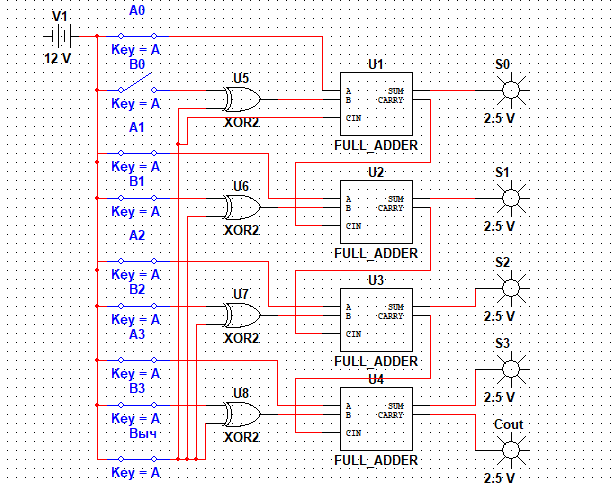 A0
V1
Key = A
12 V
B0
U5
U1
S0
A
B
SUM
CARRY
Key = A
CIN
2.5 V
XOR2
A1
FULL_ADDER
U2
Key = A
S1
B1
U6
A
B
SUM
CARRY
Key = A
CIN
2.5 V
XOR2
A2
FULL_ADDER
S2
Key = A
U3
B2
U7
A
B
SUM
CARRY
Key = A
2.5 V
CIN
A3
XOR2
S3
Key = A
FULL_ADDER
U4
B3
U8
2.5 V
A
B
SUM
CARRY
Key = A
Cout
Выч
XOR2
CIN
FULL_ADDER
Key = A
2.5 V